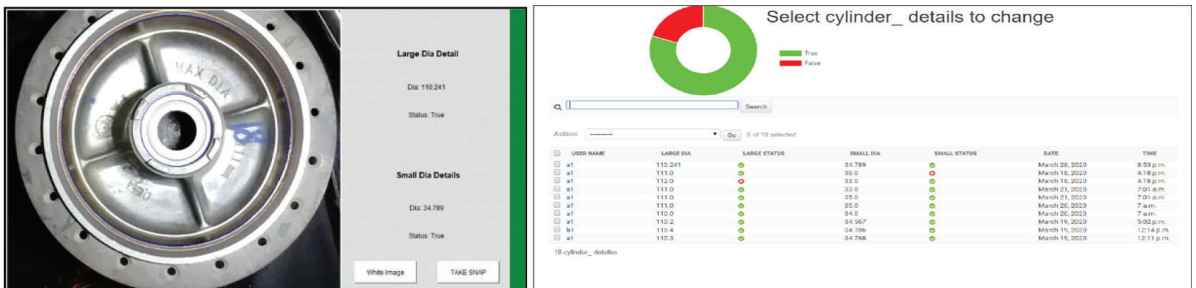 MAX DIA
Large Dia Detail
Dia: 110.241
Status: True
Small Dia Details
Dia: 34.789
Status: True
White Image
TAKE SNAP
Select cylinder_ details to change
True
False
Search
Action: ---------
Go
0 of 10 selected
USER NAME LARGE DIA LARGE STATUS SMALL DIA SMALL STATUS DATE TIME
a1 110.241 34.789 March 28, 2020 8:53 p.m.
a1 111.0 36.0 March 18, 2020 4:18 p.m.
a1 112.0 33.0 March 18, 2020 4:18 p.m.
a1 111.0 33.0 March 21, 2020 7:01 a.m.
a1 111.0 35.0 March 21, 2020 7:01 a.m.
a1 111.0 35.0 March 20, 2020 7 a.m.
a1 110.0 34.0 March 20, 2020 7 a.m.
a1 110.2 34.567 March 19, 2020 5:02 p.m.
b1 110.4 34.786 March 19, 2020 12:14 p.m.
a1 110.3 34.768 March 19, 2020 12:11 p.m.
10 cylinder_ detailss